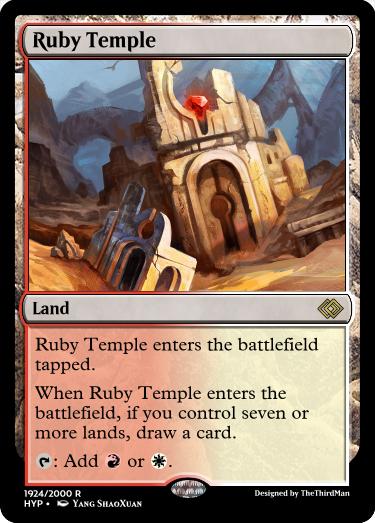 Ruby Temple
Land
Ruby Temple enters the battlefield
tapped.
When Ruby Temple enters the
battlefield, if you control seven or
more lands, draw a card.
: Add or .
1924/2000 R
HYP • Yang ShaoXuan
Designed by TheThirdMan